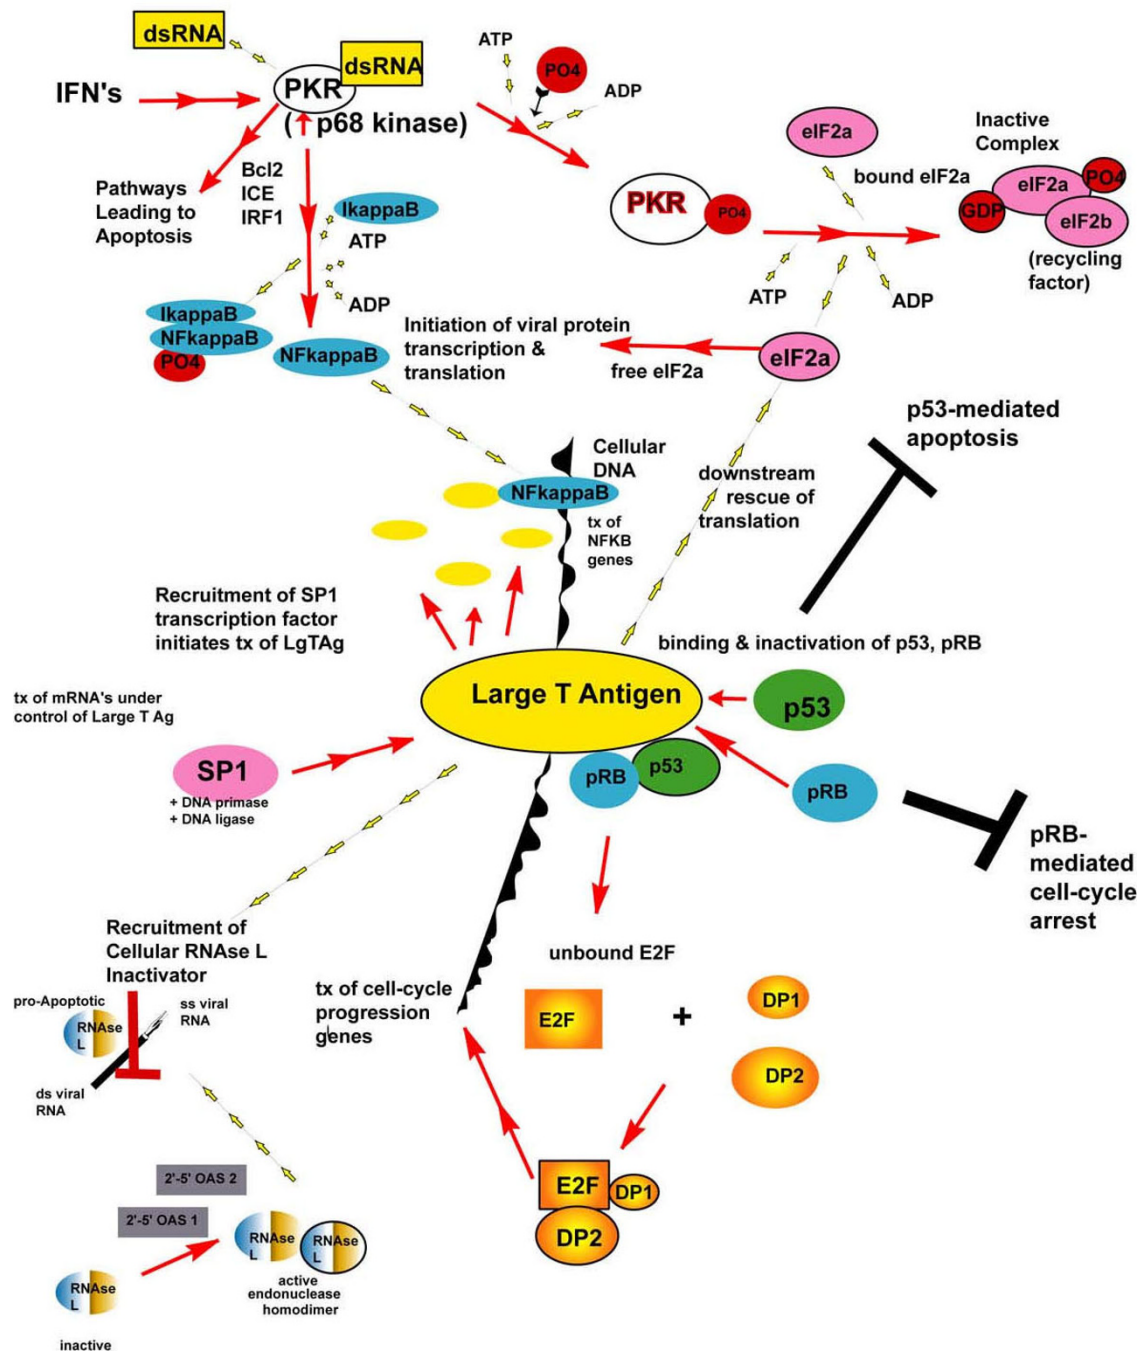 dsRNA
dsRNA
IFN's
PKR
( p68 kinase)
ATP
PO4
ADP
Pathways
Leading to
Apoptosis
Bcl2
ICE
IRF1
IkappaB
ATP
ADP
IkappaB
NFkappaB
PO4
NFkappaB
PKR
PO4
eIF2a
bound eIF2a
Inactive
Complex
eIF2a
PO4
GDP
eIF2b
(recycling
factor)
ATP
ADP
Initiation of viral protein
transcription &
translation
free eIF2a
eIF2a
p53-mediated
apoptosis
Cellular
DNA
NFkappaB
tx of
NFKB
genes
downstream
rescue of
translation
Recruitment of SP1
transcription factor
initiates tx of LgTAg
binding & inactivation of p53, pRB
Large T Antigen
p53
tx of mRNA's under
control of Large T Ag
SP1
+ DNA primase
+ DNA ligase
pRB
p53
pRB
pRB-
mediated
cell-cycle
arrest
Recruitment of
Cellular RNAse L
Inactivator
unbound E2F
pro-Apoptotic
RNAse
L
ss viral
RNA
ds viral
RNA
tx of cell-cycle
progression
genes
E2F
+
DP1
DP2
2'-5' OAS 2
2'-5' OAS 1
RNAse
L
RNAse
L
active
endonuclease
homodimer
RNAse
L
inactive
E2F
DP1
DP2